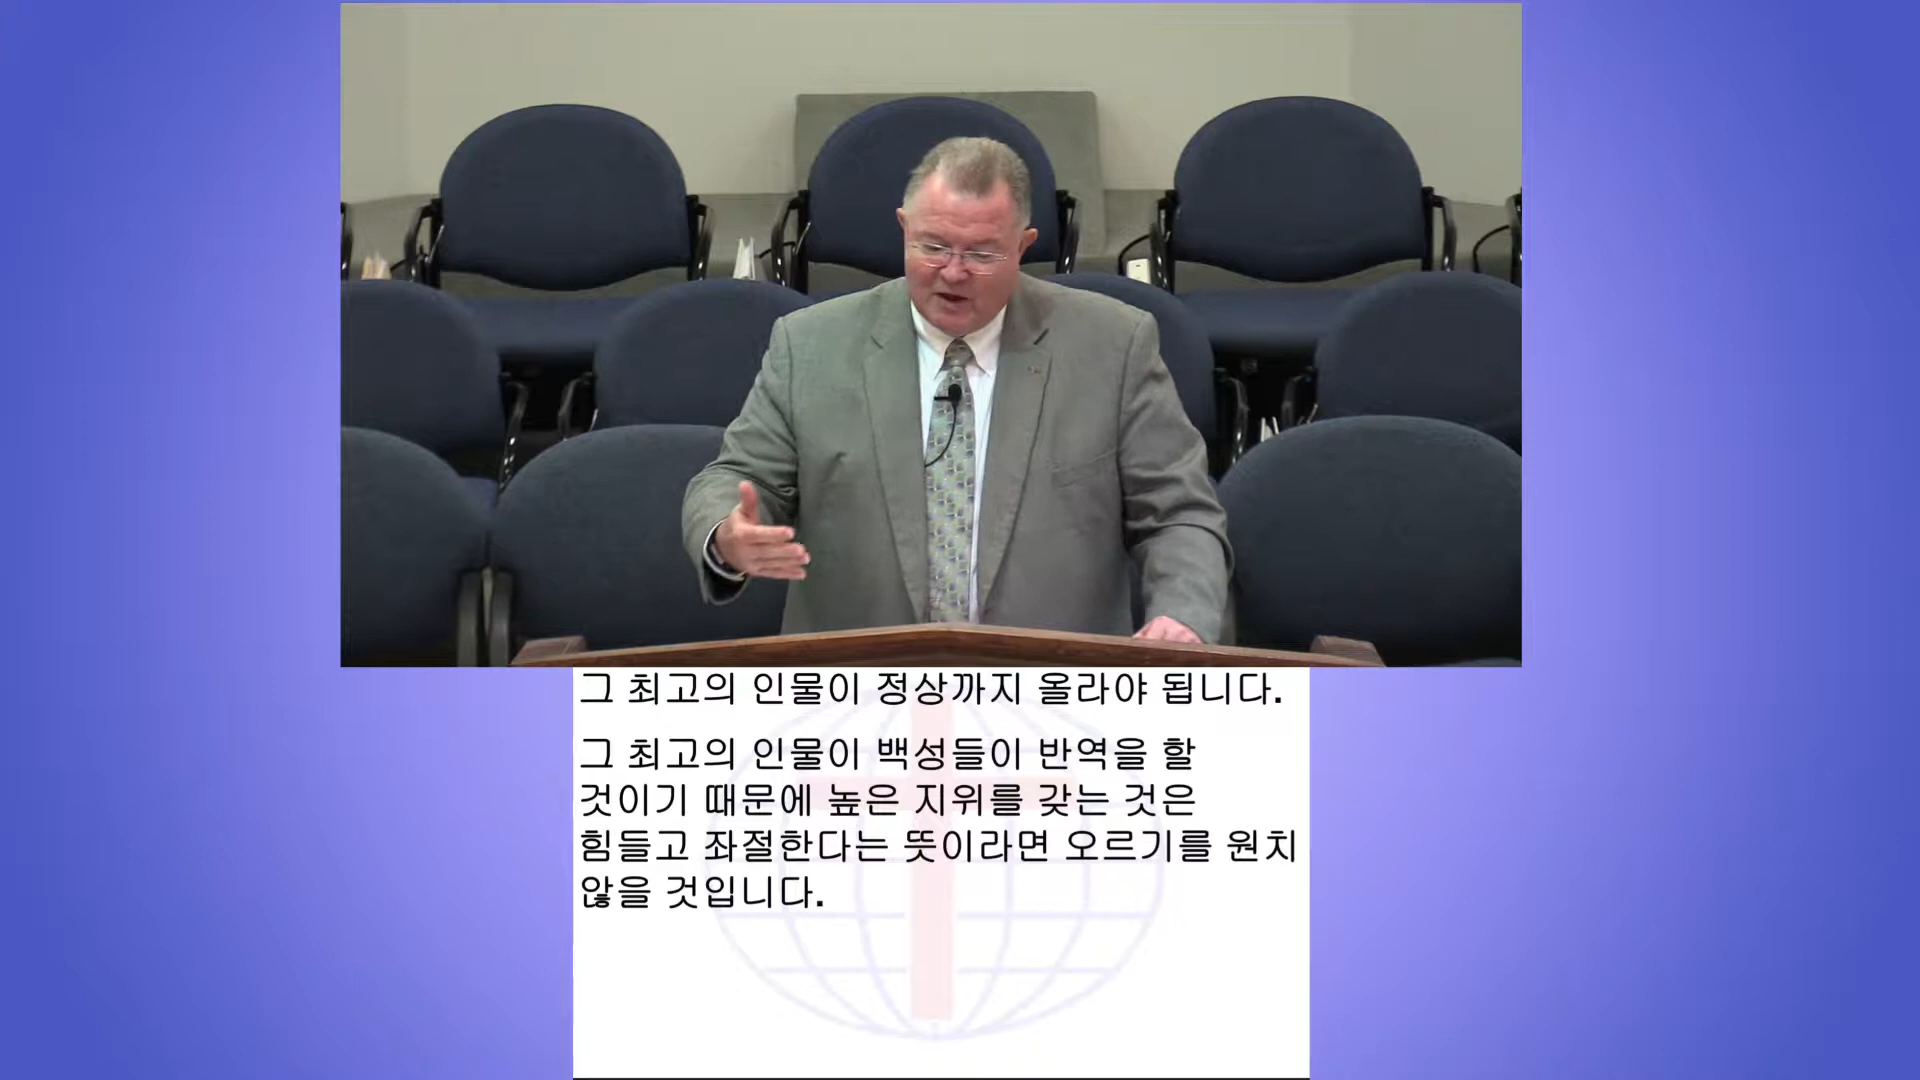 그 최고의 인물이 정상까지 올라야 됩니다.
그 최고의 인물이 백성들이 반역을 할
것이기 때문에 높은 지위를 갖는 것은
힘들고 좌절한다는 뜻이라면 오르기를 원치
않을 것입니다.